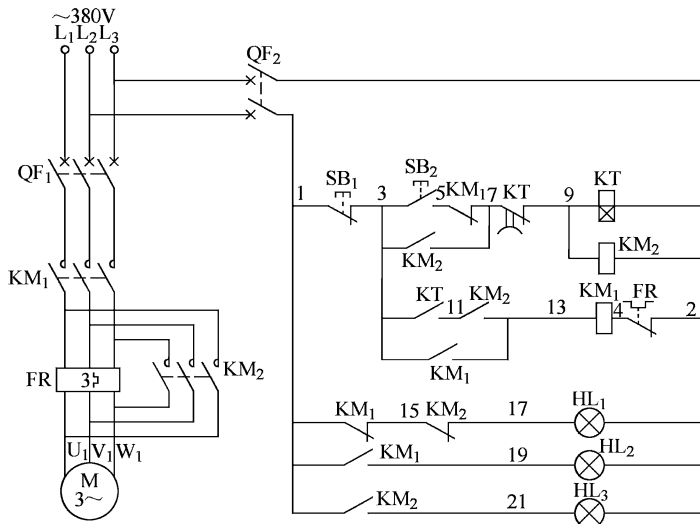 ~380V
L₁ L₂ L₃
QF₂
QF₁
1 SB₁ 3 SB₂ 5 KM₁ 7 KT 9 KT
KM₂ KM₂
KM₁
KT 11 KM₂ 13 KM₁ 4 FR 2
KM₁
FR 3 KM₂
KM₁ 15 KM₂ 17 HL₁
U₁ V₁ W₁
KM₁ 19 HL₂
M
3~
KM₂ 21 HL₃